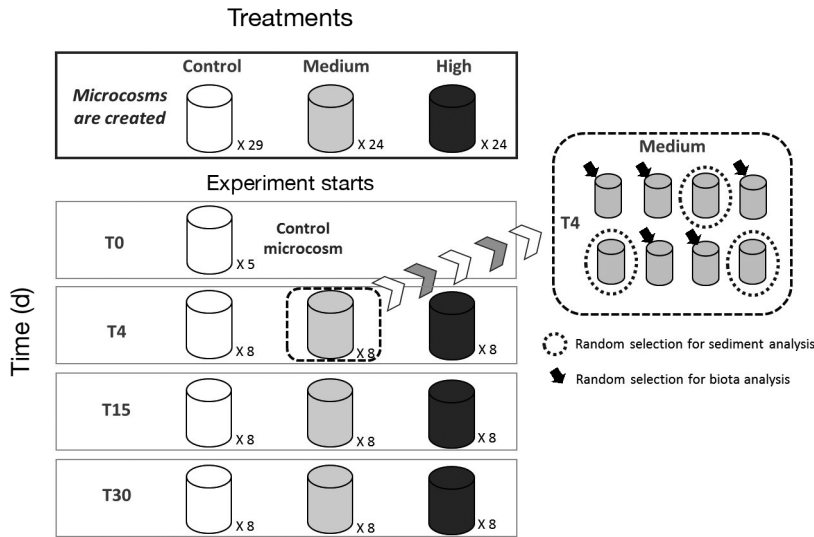 Treatments
Control Medium High
Microcosms
are created
X 29 X 24 X 24
Experiment starts
T0
Control
microcosm
X 5
T4
X 8 X 8 X 8
T15
X 8 X 8 X 8
T30
X 8 X 8 X 8
Time (d)
Medium
T4
Random selection for sediment analysis
Random selection for biota analysis